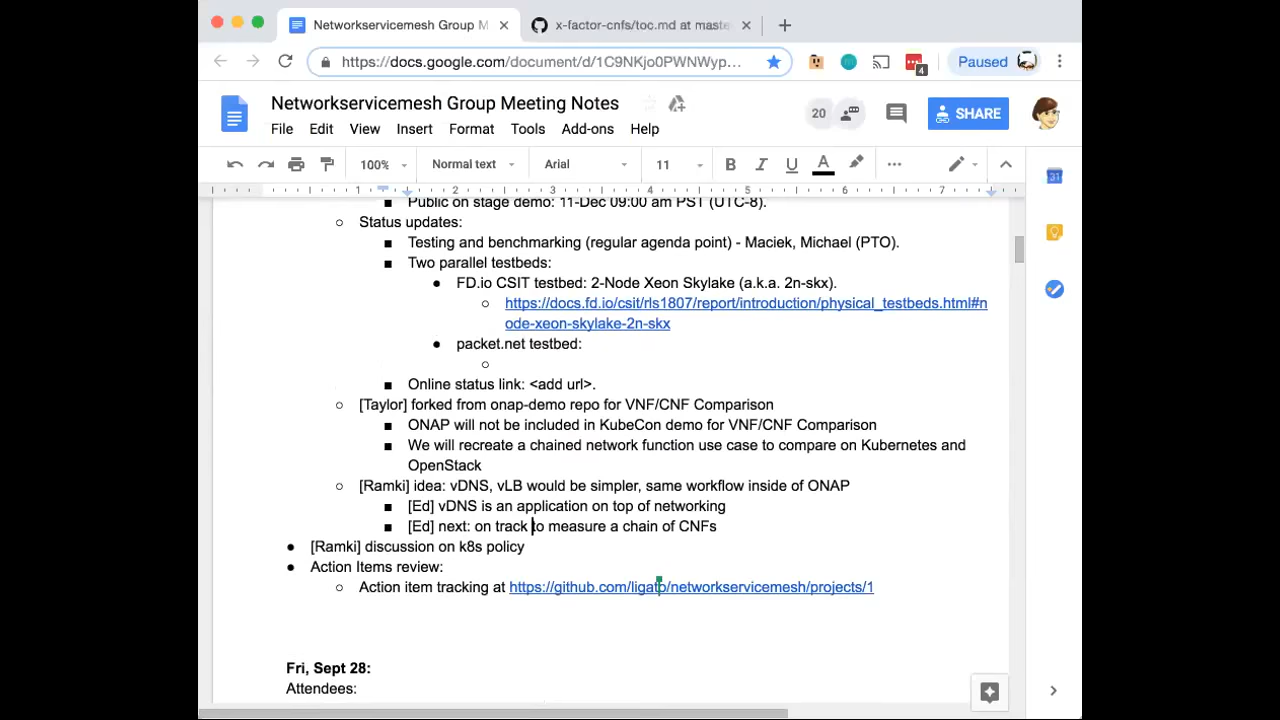 Networkservicemesh Group M
x-factor-cnfs/toc.md at maste
https://docs.google.com/document/d/1C9NKjo0PWNWyp…
4
Paused
Networkservicemesh Group Meeting Notes
20
SHARE
File Edit View Insert Format Tools Add-ons Help
100% Normal text Arial 11 B I U A
31
1 2 3 4 5 6 7
Public on stage demo: 11-Dec 09:00 am PST (UTC-8).
Status updates:
Testing and benchmarking (regular agenda point) - Maciek, Michael (PTO).
Two parallel testbeds:
FD.io CSIT testbed: 2-Node Xeon Skylake (a.k.a. 2n-skx).
https://docs.fd.io/csit/rls1807/report/introduction/physical_testbeds.html#n
ode-xeon-skylake-2n-skx
packet.net testbed:
Online status link: <add url>.
[Taylor] forked from onap-demo repo for VNF/CNF Comparison
ONAP will not be included in KubeCon demo for VNF/CNF Comparison
We will recreate a chained network function use case to compare on Kubernetes and
OpenStack
[Ramki] idea: vDNS, vLB would be simpler, same workflow inside of ONAP
[Ed] vDNS is an application on top of networking
[Ed] next: on track to measure a chain of CNFs
[Ramki] discussion on k8s policy
Action Items review:
Action item tracking at https://github.com/ligato/networkservicemesh/projects/1
Fri, Sept 28:
Attendees: